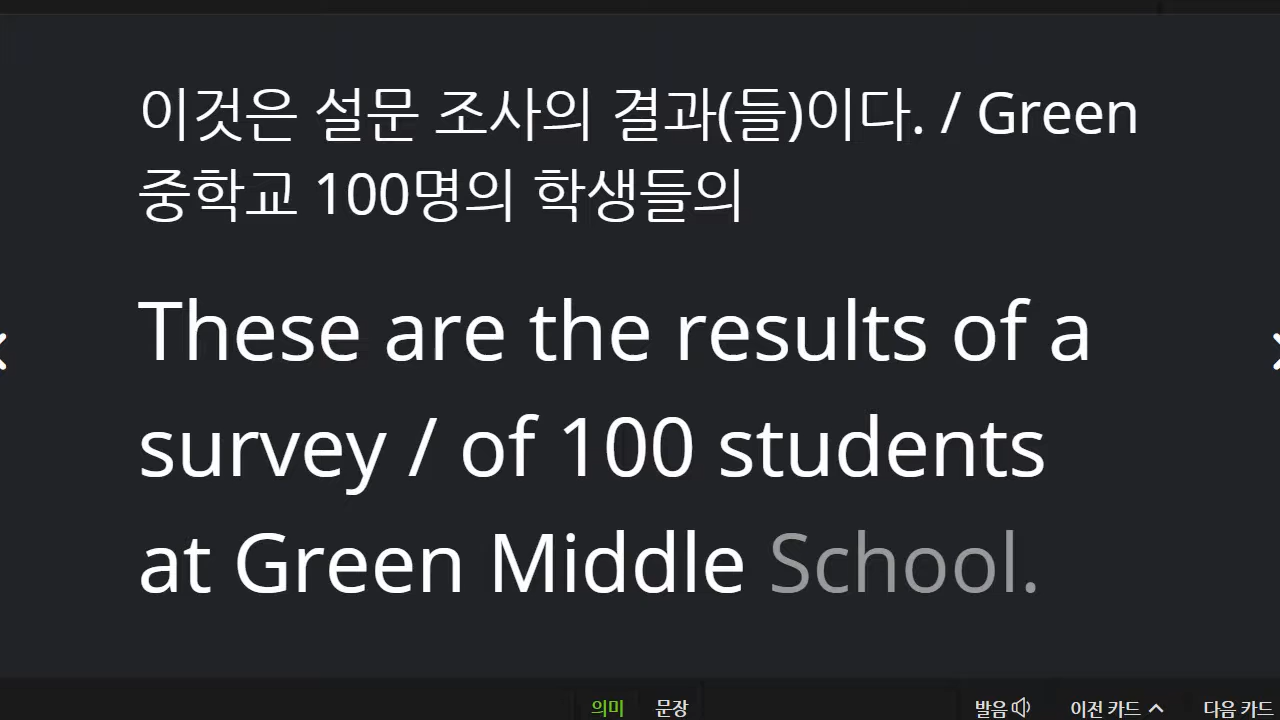 이것은 설문 조사의 결과(들)이다. / Green
중학교 100명의 학생들의
These are the results of a
survey / of 100 students
at Green Middle School.
의미 문장 발음 이전 카드 다음 카드